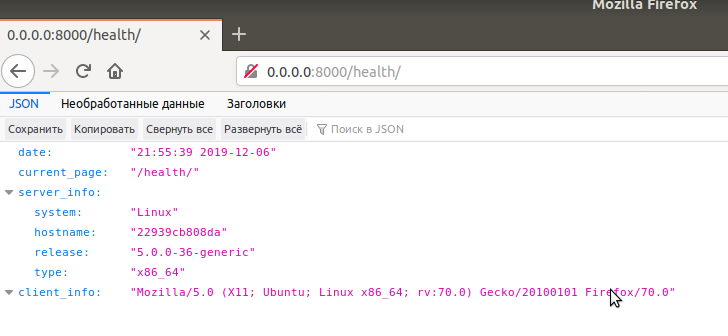 Mozilla Firefox
0.0.0.0:8000/health/
0.0.0.0:8000/health/
JSON Необработанные данные Заголовки
Сохранить Копировать Свернуть все Развернуть всё Поиск в JSON
date: "21:55:39 2019-12-06"
current_page: "/health/"
server_info:
system: "Linux"
hostname: "22939cb808da"
release: "5.0.0-36-generic"
type: "x86_64"
client_info: "Mozilla/5.0 (X11; Ubuntu; Linux x86_64; rv:70.0) Gecko/20100101 Firefox/70.0"